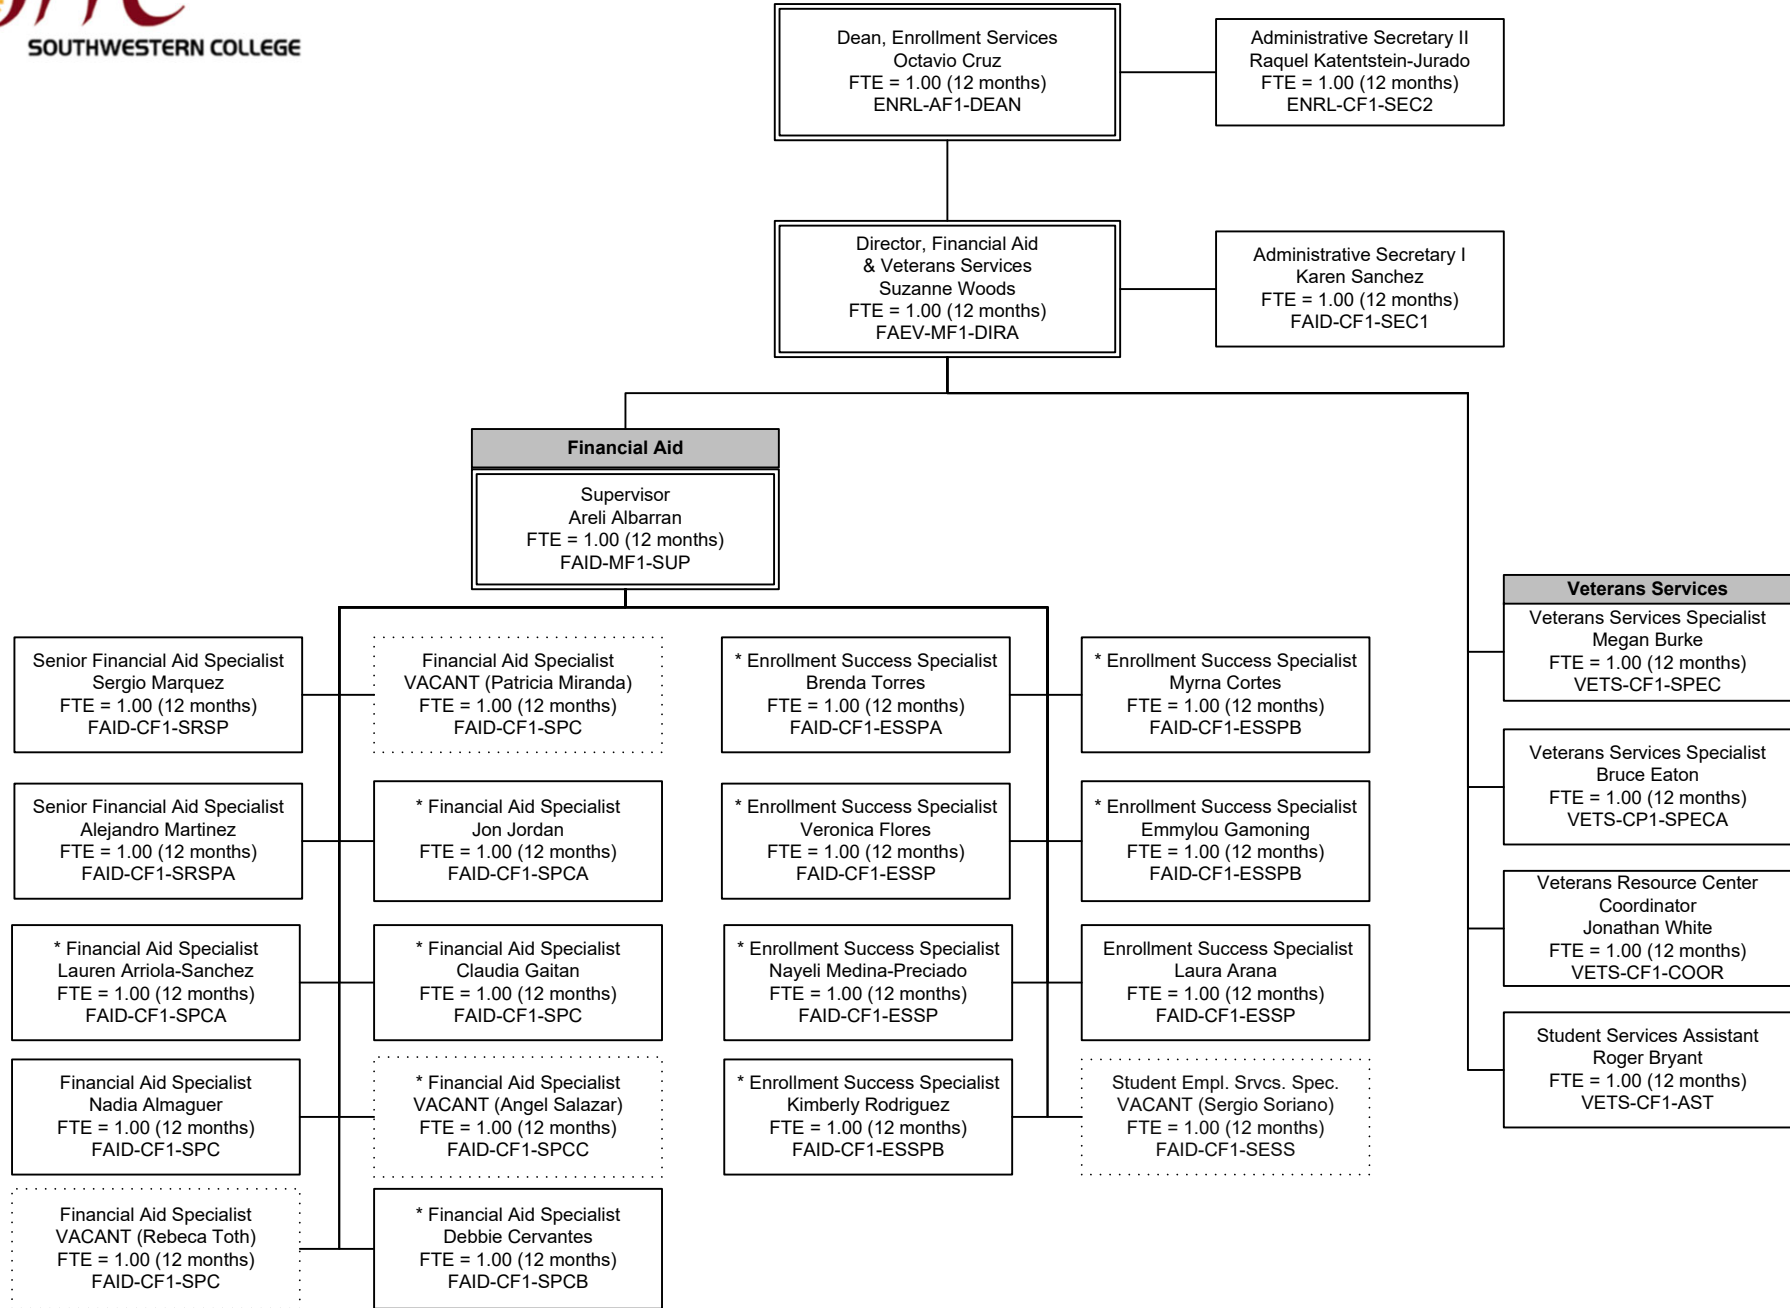 SOUTHWESTERN COLLEGE
Dean, Enrollment Services
Octavio Cruz
FTE = 1.00 (12 months)
ENRL-AF1-DEAN
Administrative Secretary II
Raquel Katentstein-Jurado
FTE = 1.00 (12 months)
ENRL-CF1-SEC2
Director, Financial Aid
& Veterans Services
Suzanne Woods
FTE = 1.00 (12 months)
FAEV-MF1-DIRA
Administrative Secretary I
Karen Sanchez
FTE = 1.00 (12 months)
FAID-CF1-SEC1
Financial Aid
Supervisor
Areli Albarran
FTE = 1.00 (12 months)
FAID-MF1-SUP
Senior Financial Aid Specialist
Sergio Marquez
FTE = 1.00 (12 months)
FAID-CF1-SRSP
Financial Aid Specialist
VACANT (Patricia Miranda)
FTE = 1.00 (12 months)
FAID-CF1-SPC
* Enrollment Success Specialist
Brenda Torres
FTE = 1.00 (12 months)
FAID-CF1-ESSPA
* Enrollment Success Specialist
Myrna Cortes
FTE = 1.00 (12 months)
FAID-CF1-ESSPB
Senior Financial Aid Specialist
Alejandro Martinez
FTE = 1.00 (12 months)
FAID-CF1-SRSPA
* Financial Aid Specialist
Jon Jordan
FTE = 1.00 (12 months)
FAID-CF1-SPCA
* Enrollment Success Specialist
Veronica Flores
FTE = 1.00 (12 months)
FAID-CF1-ESSP
* Enrollment Success Specialist
Emmylou Gamoning
FTE = 1.00 (12 months)
FAID-CF1-ESSPB
* Financial Aid Specialist
Lauren Arriola-Sanchez
FTE = 1.00 (12 months)
FAID-CF1-SPCA
* Financial Aid Specialist
Claudia Gaitan
FTE = 1.00 (12 months)
FAID-CF1-SPC
* Enrollment Success Specialist
Nayeli Medina-Preciado
FTE = 1.00 (12 months)
FAID-CF1-ESSP
Enrollment Success Specialist
Laura Arana
FTE = 1.00 (12 months)
FAID-CF1-ESSP
Financial Aid Specialist
Nadia Almaguer
FTE = 1.00 (12 months)
FAID-CF1-SPC
* Financial Aid Specialist
VACANT (Angel Salazar)
FTE = 1.00 (12 months)
FAID-CF1-SPCC
* Enrollment Success Specialist
Kimberly Rodriguez
FTE = 1.00 (12 months)
FAID-CF1-ESSPB
Student Empl. Srvcs. Spec.
VACANT (Sergio Soriano)
FTE = 1.00 (12 months)
FAID-CF1-SESS
Financial Aid Specialist
VACANT (Rebeca Toth)
FTE = 1.00 (12 months)
FAID-CF1-SPC
* Financial Aid Specialist
Debbie Cervantes
FTE = 1.00 (12 months)
FAID-CF1-SPCB
Veterans Services
Veterans Services Specialist
Megan Burke
FTE = 1.00 (12 months)
VETS-CF1-SPEC
Veterans Services Specialist
Bruce Eaton
FTE = 1.00 (12 months)
VETS-CP1-SPECA
Veterans Resource Center
Coordinator
Jonathan White
FTE = 1.00 (12 months)
VETS-CF1-COOR
Student Services Assistant
Roger Bryant
FTE = 1.00 (12 months)
VETS-CF1-AST